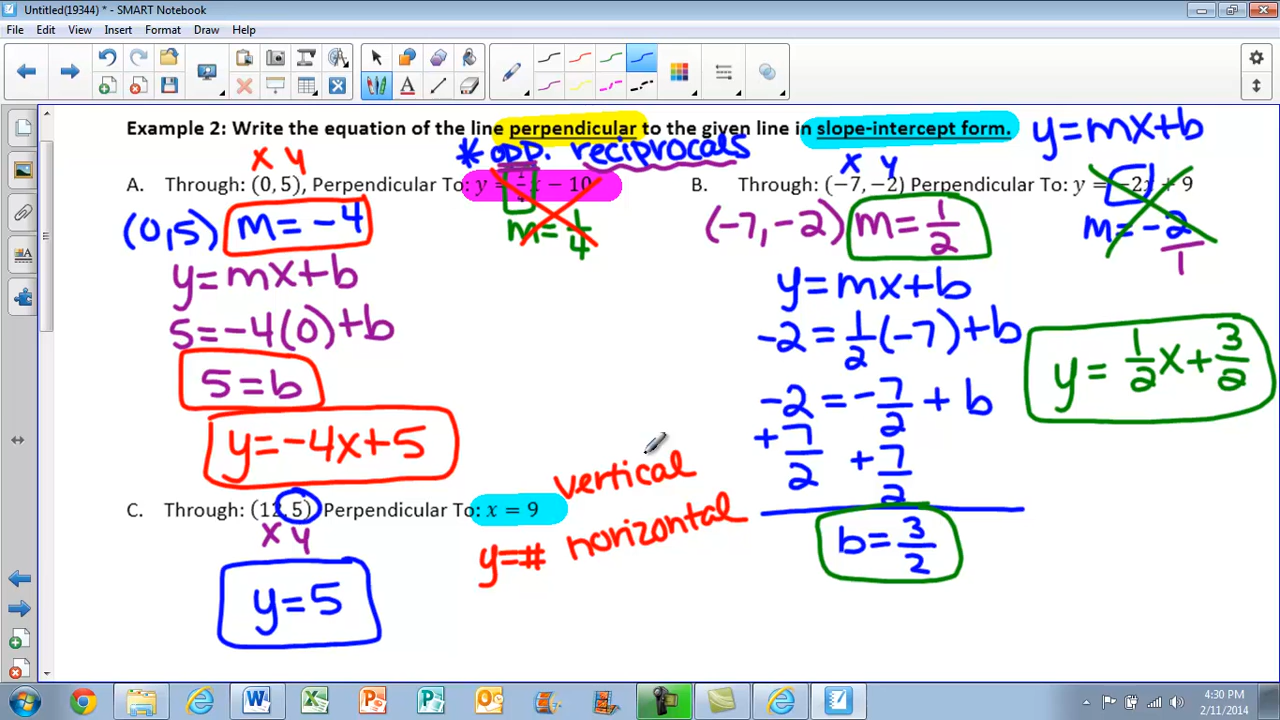 Untitled(19344) * - SMART Notebook
File Edit View Insert Format Draw Help
Example 2: Write the equation of the line perpendicular to the given line in slope-intercept form.
y=mx+b
* opp. reciprocals
x y
x y
A. Through: (0, 5), Perpendicular To: y = 1/4 x − 10
B. Through: (−7, −2) Perpendicular To: y = −2x + 9
(0,5) m=-4
m=1/4
(-7,-2) m=1/2
m=-2/1
y=mx+b
y=mx+b
5=-4(0)+b
-2=1/2(-7)+b
y=1/2x+3/2
5=b
-2=-7/2+b
y=-4x+5
+7/2 +7/2
vertical
C. Through: (12, 5) Perpendicular To: x = 9
x y
y=# horizontal
b=3/2
y=5
4:30 PM
2/11/2014